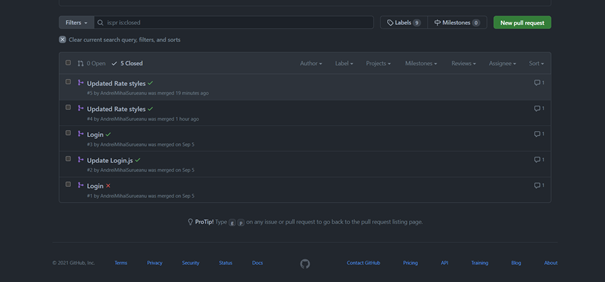 Filters
is:pr is:closed
Labels 9
Milestones 0
New pull request
Clear current search query, filters, and sorts
0 Open
5 Closed
Author
Label
Projects
Milestones
Reviews
Assignee
Sort
Updated Rate styles
1
#5 by AndreiMihaiSurueanu was merged 19 minutes ago
Updated Rate styles
1
#4 by AndreiMihaiSurueanu was merged 1 hour ago
Login
1
#3 by AndreiMihaiSurueanu was merged on Sep 5
Update Login.js
1
#2 by AndreiMihaiSurueanu was merged on Sep 5
Login
1
#1 by AndreiMihaiSurueanu was merged on Sep 5
ProTip! Type g p on any issue or pull request to go back to the pull request listing page.
© 2021 GitHub, Inc.
Terms
Privacy
Security
Status
Docs
Contact GitHub
Pricing
API
Training
Blog
About